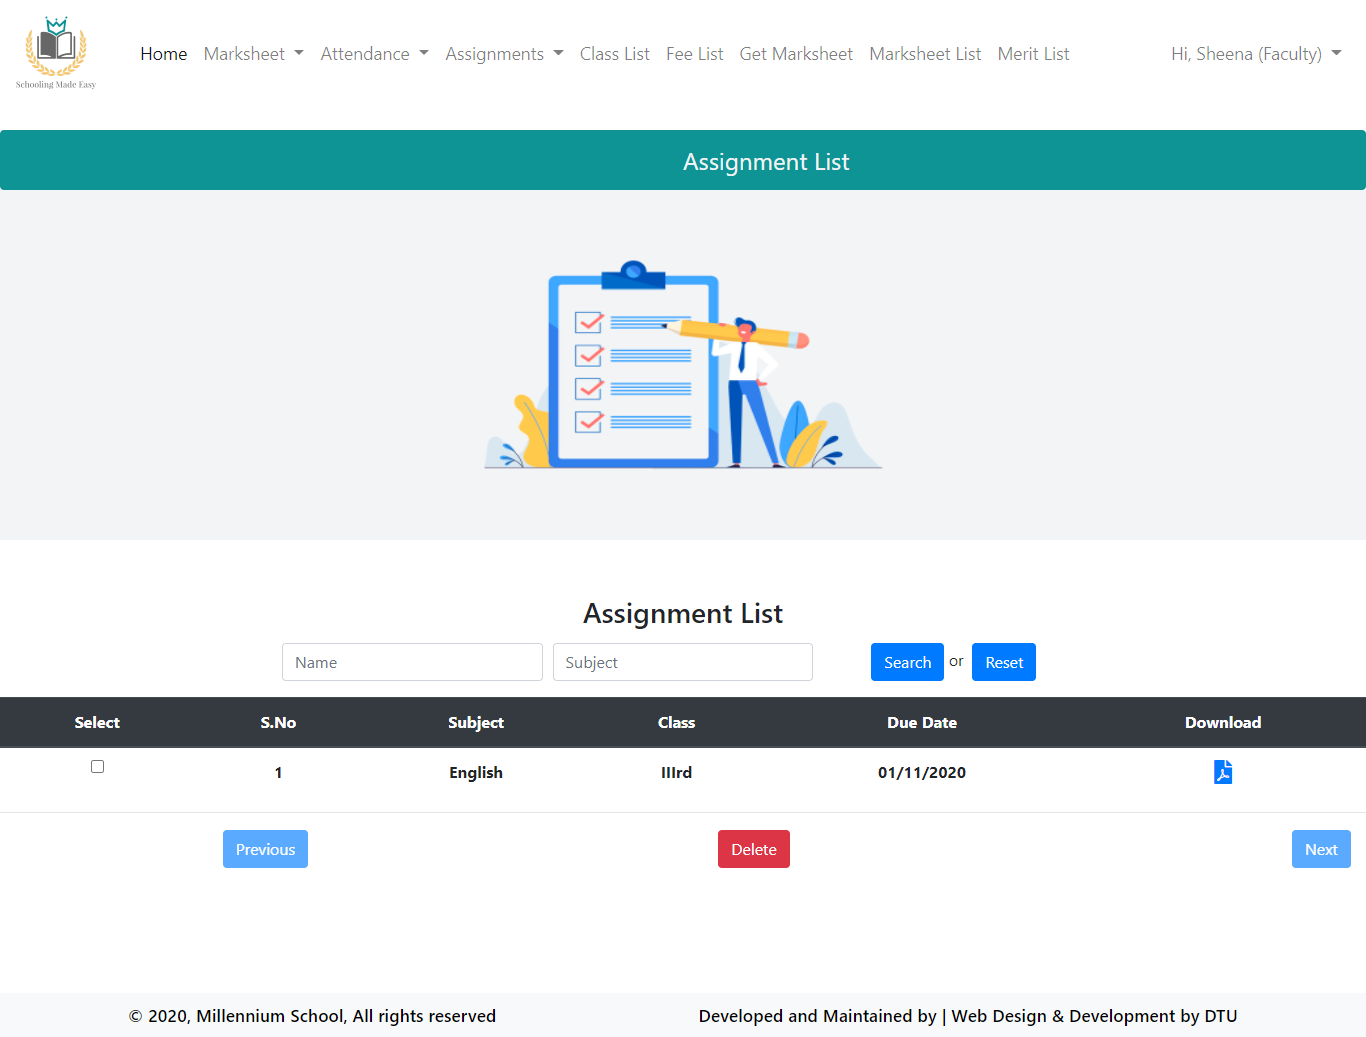 Schooling Made Easy
Home Marksheet Attendance Assignments Class List Fee List Get Marksheet Marksheet List Merit List Hi, Sheena (Faculty)
Assignment List
Assignment List
Name Subject Search or Reset
Select S.No Subject Class Due Date Download
1 English IIIrd 01/11/2020
Previous Delete Next
© 2020, Millennium School, All rights reserved Developed and Maintained by | Web Design & Development by DTU